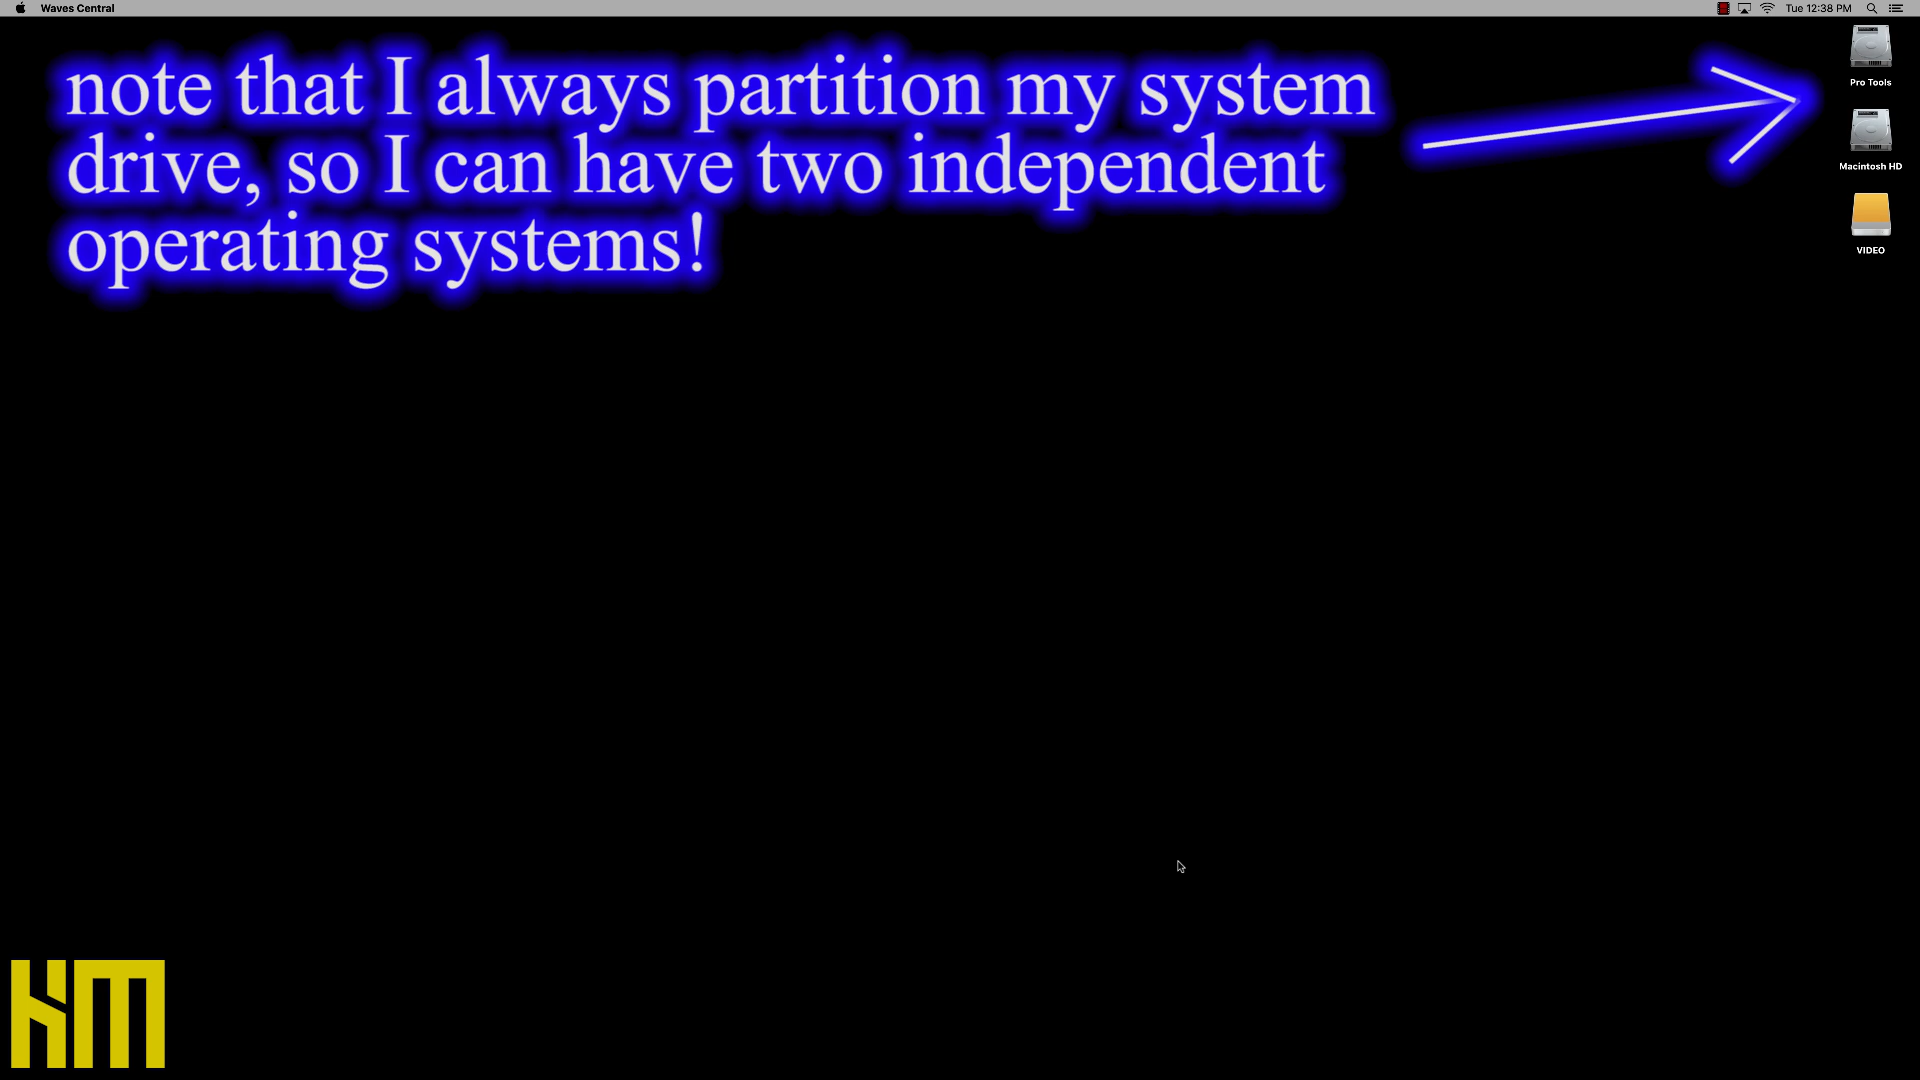 Waves Central
Tue 12:38 PM
note that I always partition my system
drive, so I can have two independent
operating systems!
Pro Tools
Macintosh HD
VIDEO
HM